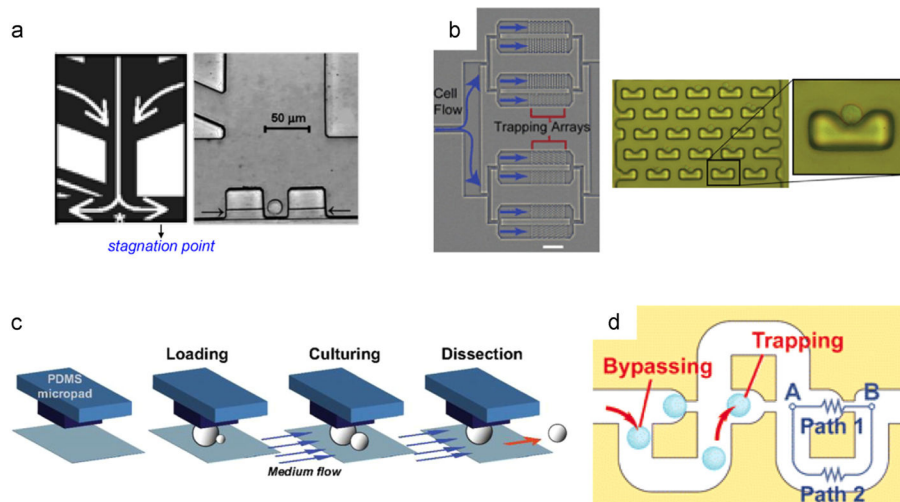 a
50 µm
*
stagnation point
b
Cell
Flow
Trapping Arrays
c
PDMS
micropad
Loading
Culturing
Dissection
Medium flow
d
Trapping
Bypassing
A
B
Path 1
Path 2